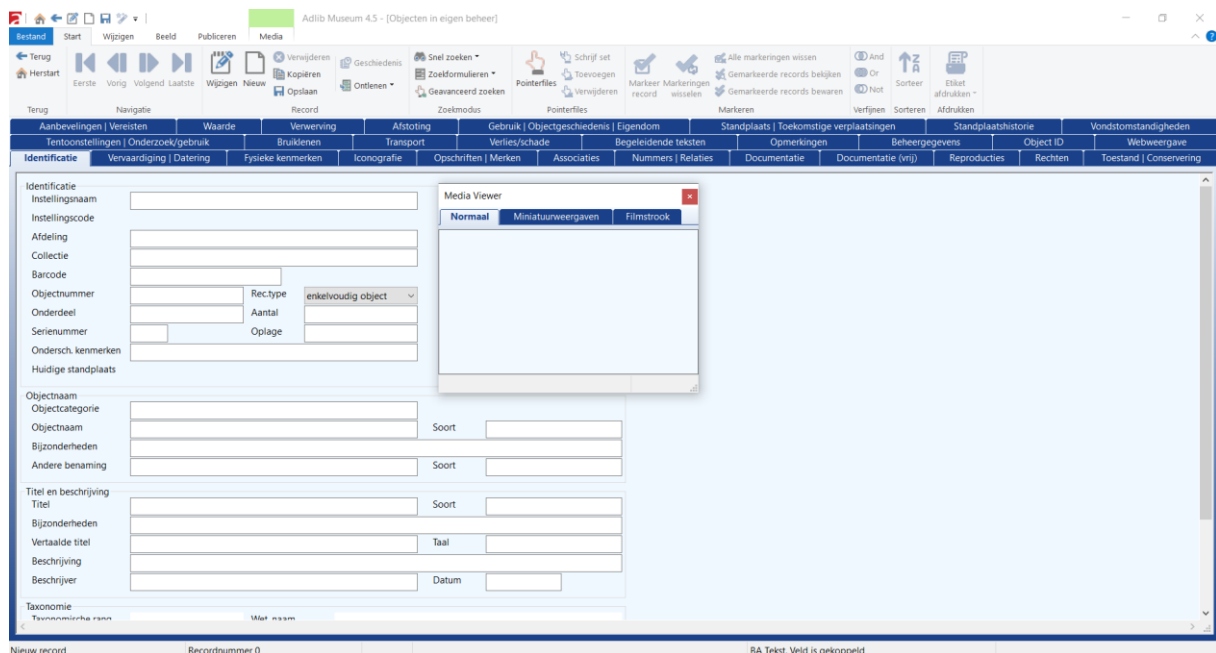 Adlib Museum 4.5 - [Objecten in eigen beheer]
Bestand Start Wijzigen Beeld Publiceren Media
Terug
Herstart
Eerste Vorig Volgend Laatste
Wijzigen Nieuw
Verwijderen
Kopiëren
Opslaan
Geschiedenis
Ontlenen
Snel zoeken
Zoekformulieren
Geavanceerd zoeken
Pointerfiles
Schrijf set
Toevoegen
Verwijderen
Markeer record
Markeringen wisselen
Alle markeringen wissen
Gemarkeerde records bekijken
Gemarkeerde records bewaren
And
Or
Not
Sorteer
Etiket afdrukken
Terug Navigatie Record Zoekmodus Pointerfiles Markeren Verfijnen Sorteren Afdrukken
Aanbevelingen | Vereisten Waarde Verwerving Afstoting Gebruik | Objectgeschiedenis | Eigendom Standplaats | Toekomstige verplaatsingen Standplaatshistorie Vondstomstandigheden
Tentoonstellingen | Onderzoek/gebruik Bruiklenen Transport Verlies/schade Begeleidende teksten Opmerkingen Beheergegevens Object ID Webweergave
Identificatie Vervaardiging | Datering Fysieke kenmerken Iconografie Opschriften | Merken Associaties Nummers | Relaties Documentatie Documentatie (vrij) Reproducties Rechten Toestand | Conservering
Identificatie
Instellingsnaam
Instellingscode
Afdeling
Collectie
Barcode
Objectnummer Rec.type enkelvoudig object
Onderdeel Aantal
Serienummer Oplage
Ondersch. kenmerken
Huidige standplaats
Media Viewer
Normaal Miniatuurweergaven Filmstrook
Objectnaam
Objectcategorie
Objectnaam Soort
Bijzonderheden
Andere benaming Soort
Titel en beschrijving
Titel Soort
Bijzonderheden
Vertaalde titel Taal
Beschrijving
Beschrijver Datum
Taxonomie
Taxonomische rang Wet. naam
Nieuw record Recordnummer 0 BA Tekst. Veld is gekoppeld